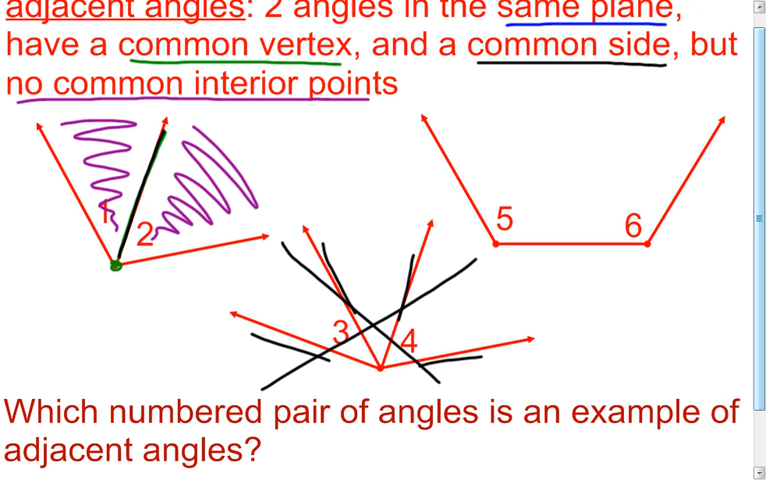 adjacent angles: 2 angles in the same plane,
have a common vertex, and a common side, but
no common interior points
1
2
5
6
3
4
Which numbered pair of angles is an example of
adjacent angles?